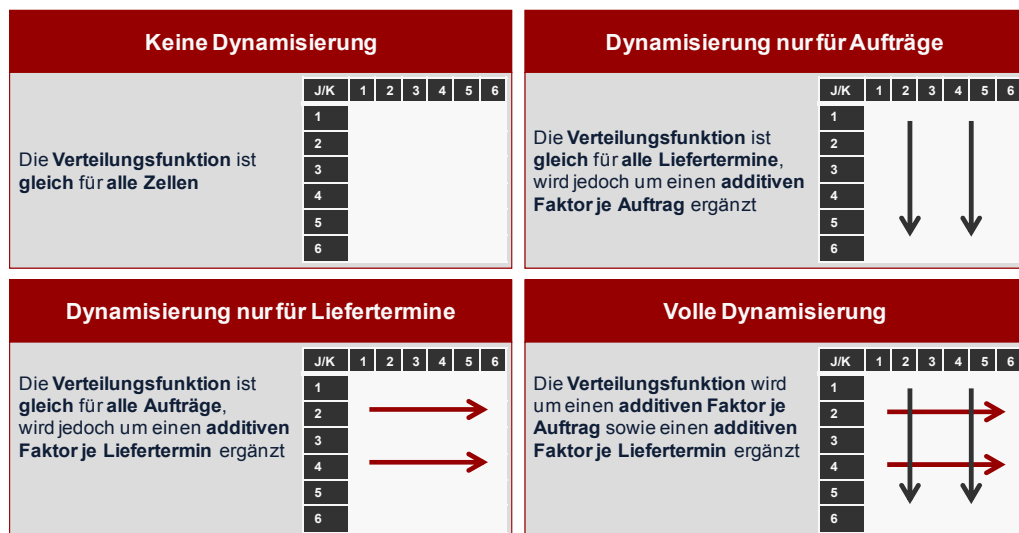 Keine Dynamisierung
Die Verteilungsfunktion ist
gleich für alle Zellen
J/K 1 2 3 4 5 6
1
2
3
4
5
6
Dynamisierung nur für Aufträge
Die Verteilungsfunktion ist
gleich für alle Liefertermine,
wird jedoch um einen additiven
Faktor je Auftrag ergänzt
J/K 1 2 3 4 5 6
1
2
3
4
5
6
Dynamisierung nur für Liefertermine
Die Verteilungsfunktion ist
gleich für alle Aufträge,
wird jedoch um einen additiven
Faktor je Liefertermin ergänzt
J/K 1 2 3 4 5 6
1
2
3
4
5
6
Volle Dynamisierung
Die Verteilungsfunktion wird
um einen additiven Faktor je
Auftrag sowie einen additiven
Faktor je Liefertermin ergänzt
J/K 1 2 3 4 5 6
1
2
3
4
5
6